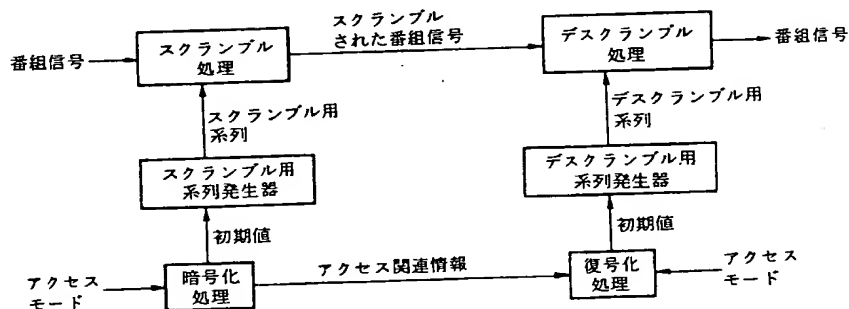 スクランブル
された番組信号
番組信号
スクランブル
処理
デスクランブル
処理
番組信号
スクランブル用
系列
デスクランブル用
系列
スクランブル用
系列発生器
デスクランブル用
系列発生器
初期値
初期値
アクセス
モード
暗号化
処理
アクセス関連情報
復号化
処理
アクセス
モード